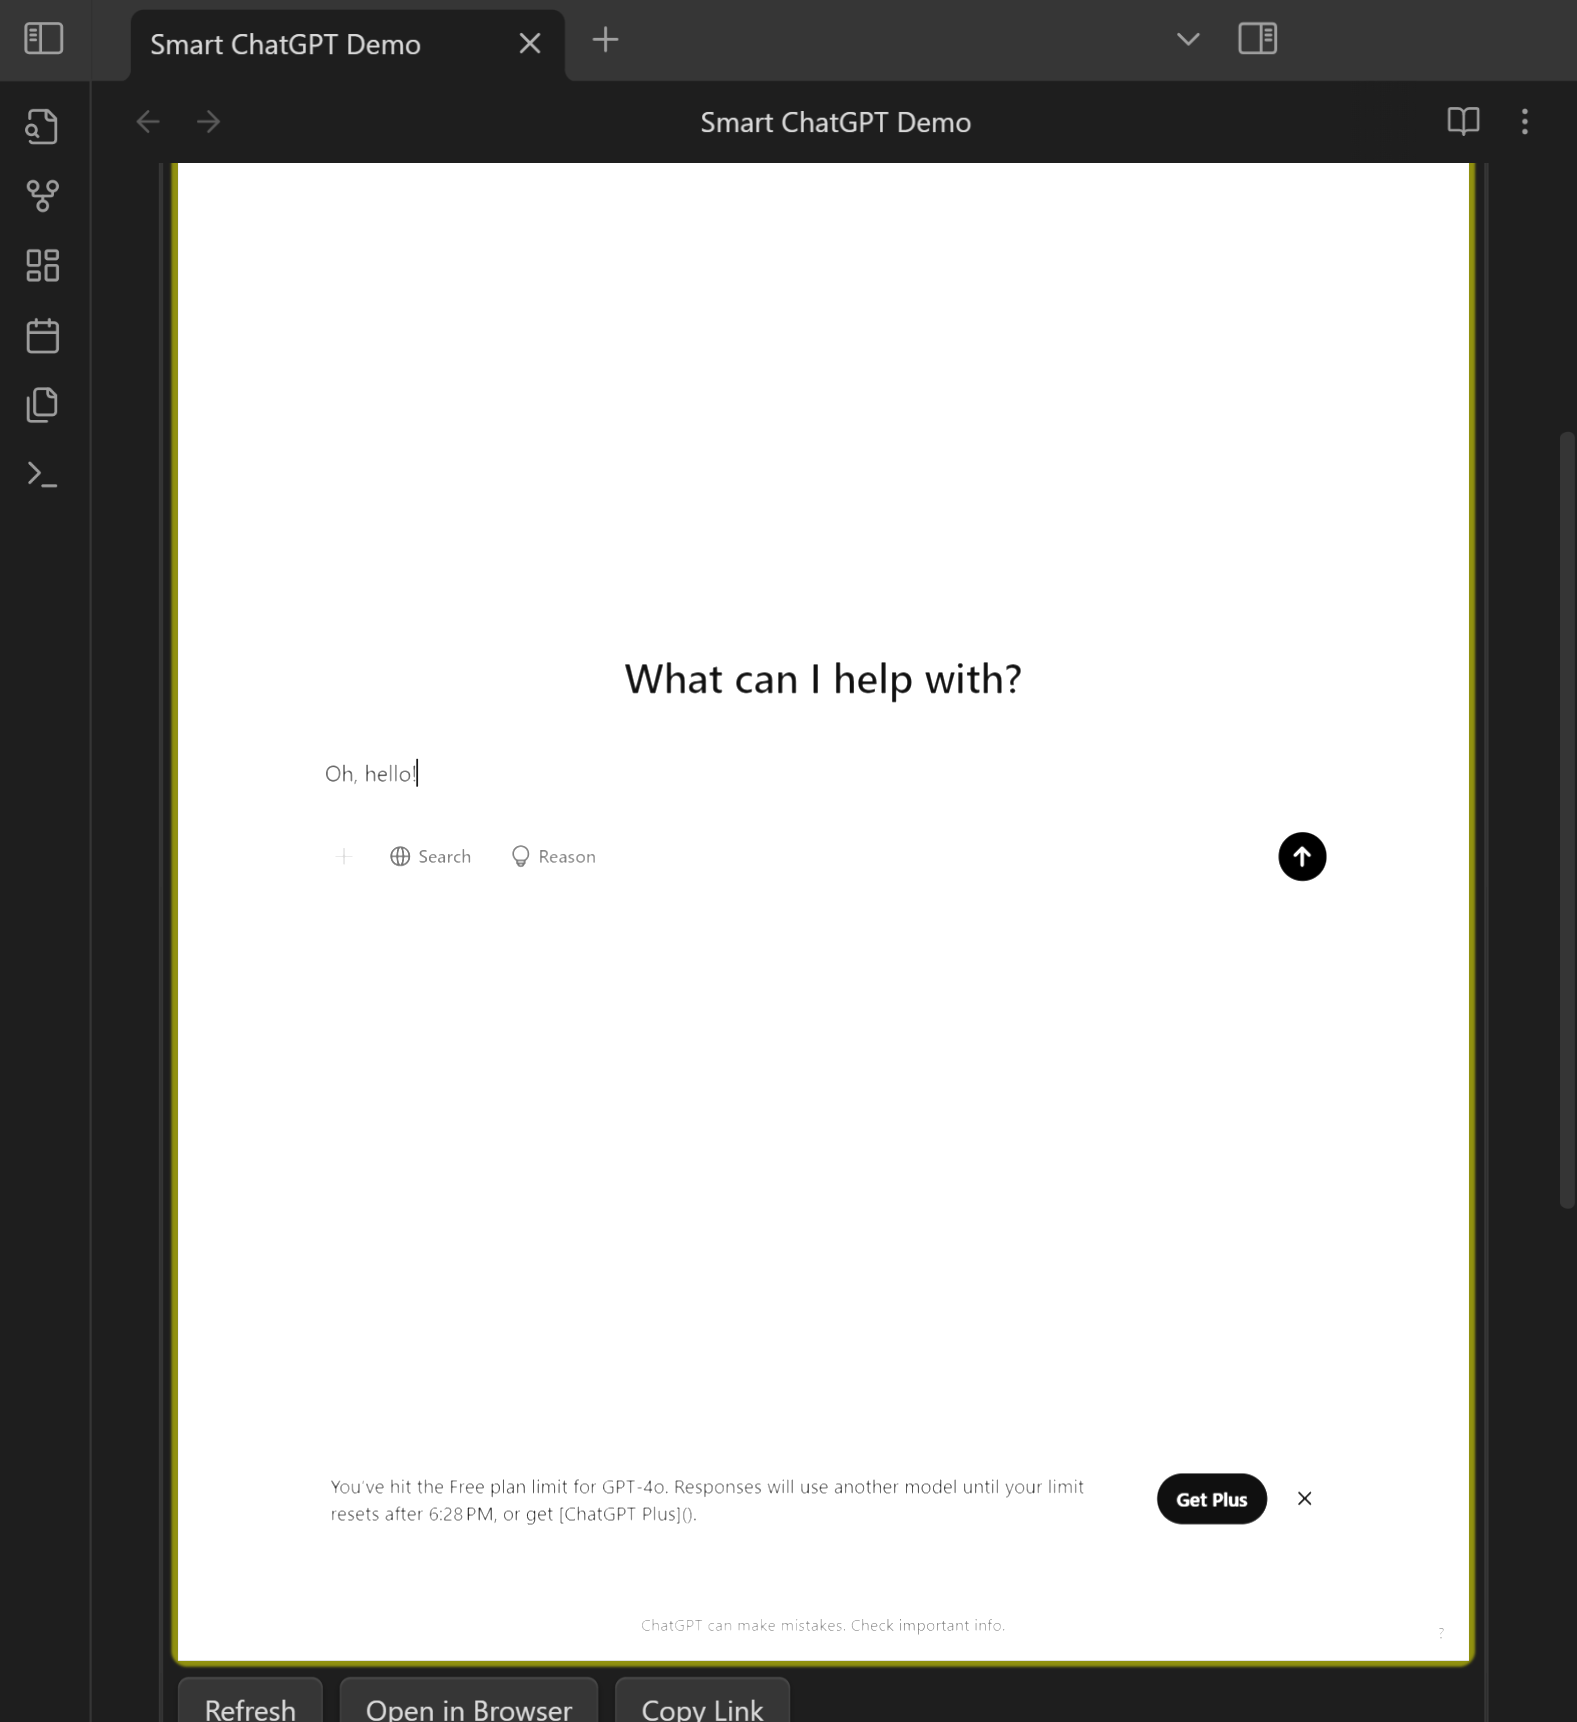 Smart ChatGPT Demo
Smart ChatGPT Demo
What can I help with?
Oh, hello!
Search Reason
You've hit the Free plan limit for GPT-4o. Responses will use another model until your limit
resets after 6:28 PM, or get [ChatGPT Plus]().
Get Plus
ChatGPT can make mistakes. Check important info.
?
Refresh Open in Browser Copy Link